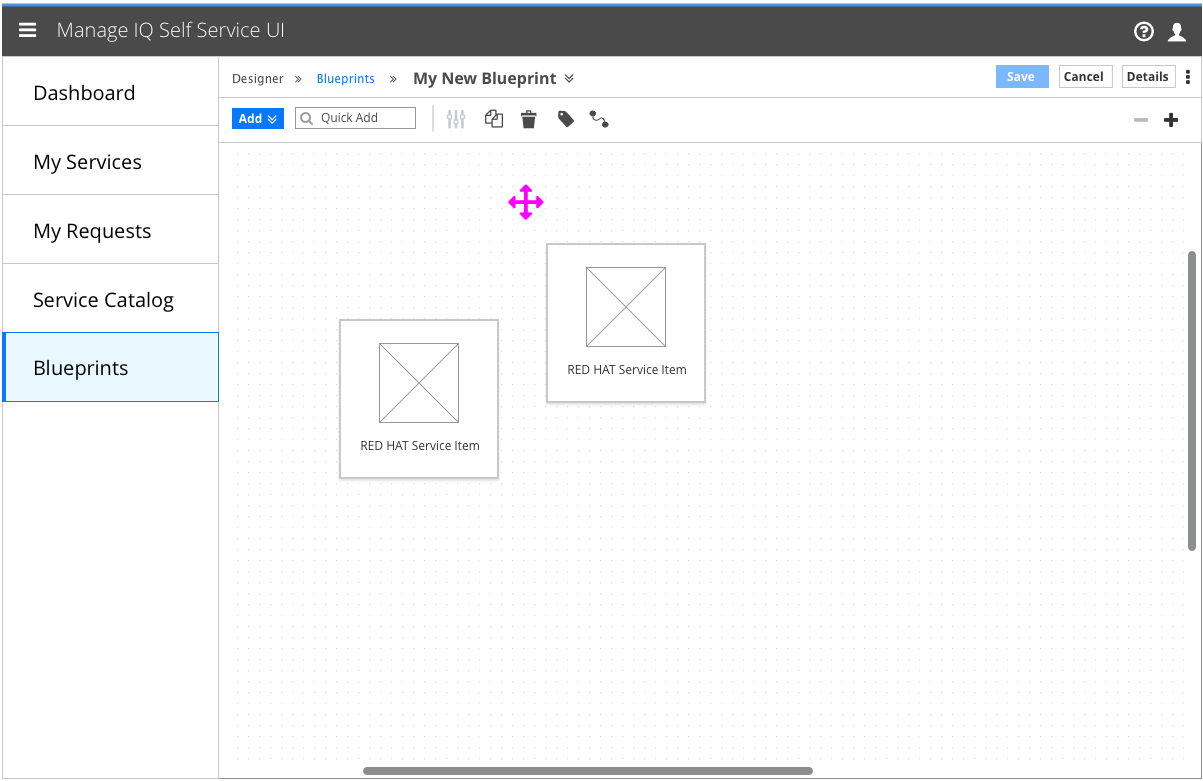 Manage IQ Self Service UI
Dashboard
My Services
My Requests
Service Catalog
Blueprints
Designer » Blueprints » My New Blueprint
Save Cancel Details
Add Quick Add
RED HAT Service Item
RED HAT Service Item